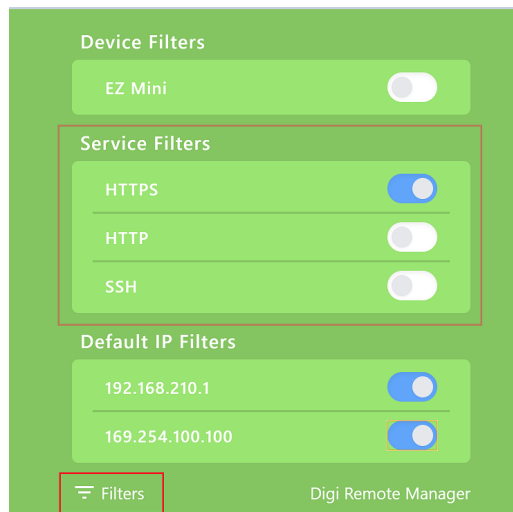 Device Filters
EZ Mini
Service Filters
HTTPS
HTTP
SSH
Default IP Filters
192.168.210.1
169.254.100.100
Filters Digi Remote Manager